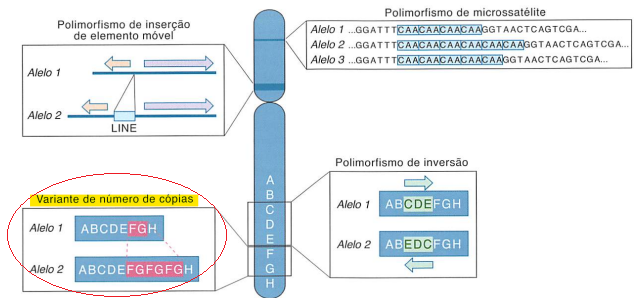 Polimorfismo de inserção
de elemento móvel
Alelo 1
Alelo 2
LINE
Polimorfismo de microssatélite
Alelo 1 ...GGATTTCAACAACAACAAGGTAACTCAGTCGA...
Alelo 2 ...GGATTTCAACAACAACAACAACAAGGTAACTCAGTCGA...
Alelo 3 ...GGATTTCAACAACAACAACAAGGTAACTCAGTCGA...
A
B
C
D
E
F
G
H
Variante de número de cópias
Alelo 1 ABCDEFGH
Alelo 2 ABCDEFGFGFGH
Polimorfismo de inversão
Alelo 1 ABCDEFGH
Alelo 2 ABEDCFGH